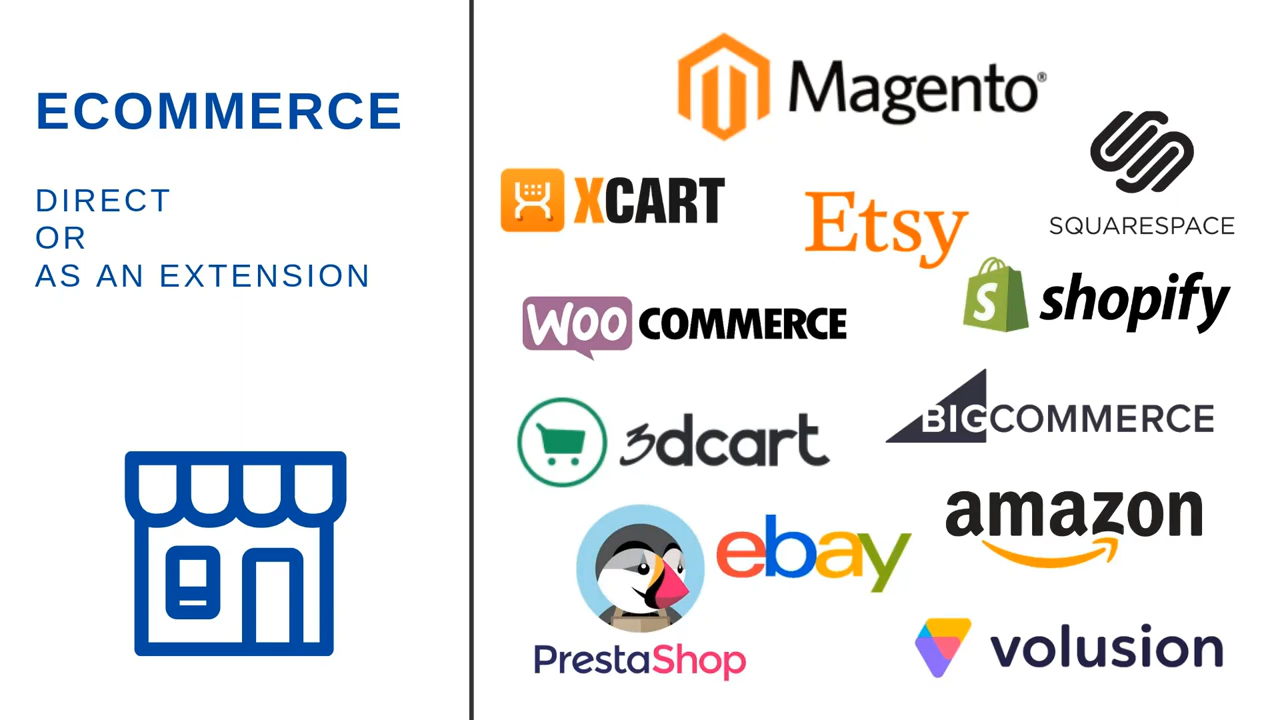 ECOMMERCE
DIRECT
OR
AS AN EXTENSION
Magento®
XCART
Etsy
SQUARESPACE
WOO COMMERCE
S shopify
3dcart
BIGCOMMERCE
PrestaShop
ebay
amazon
volusion